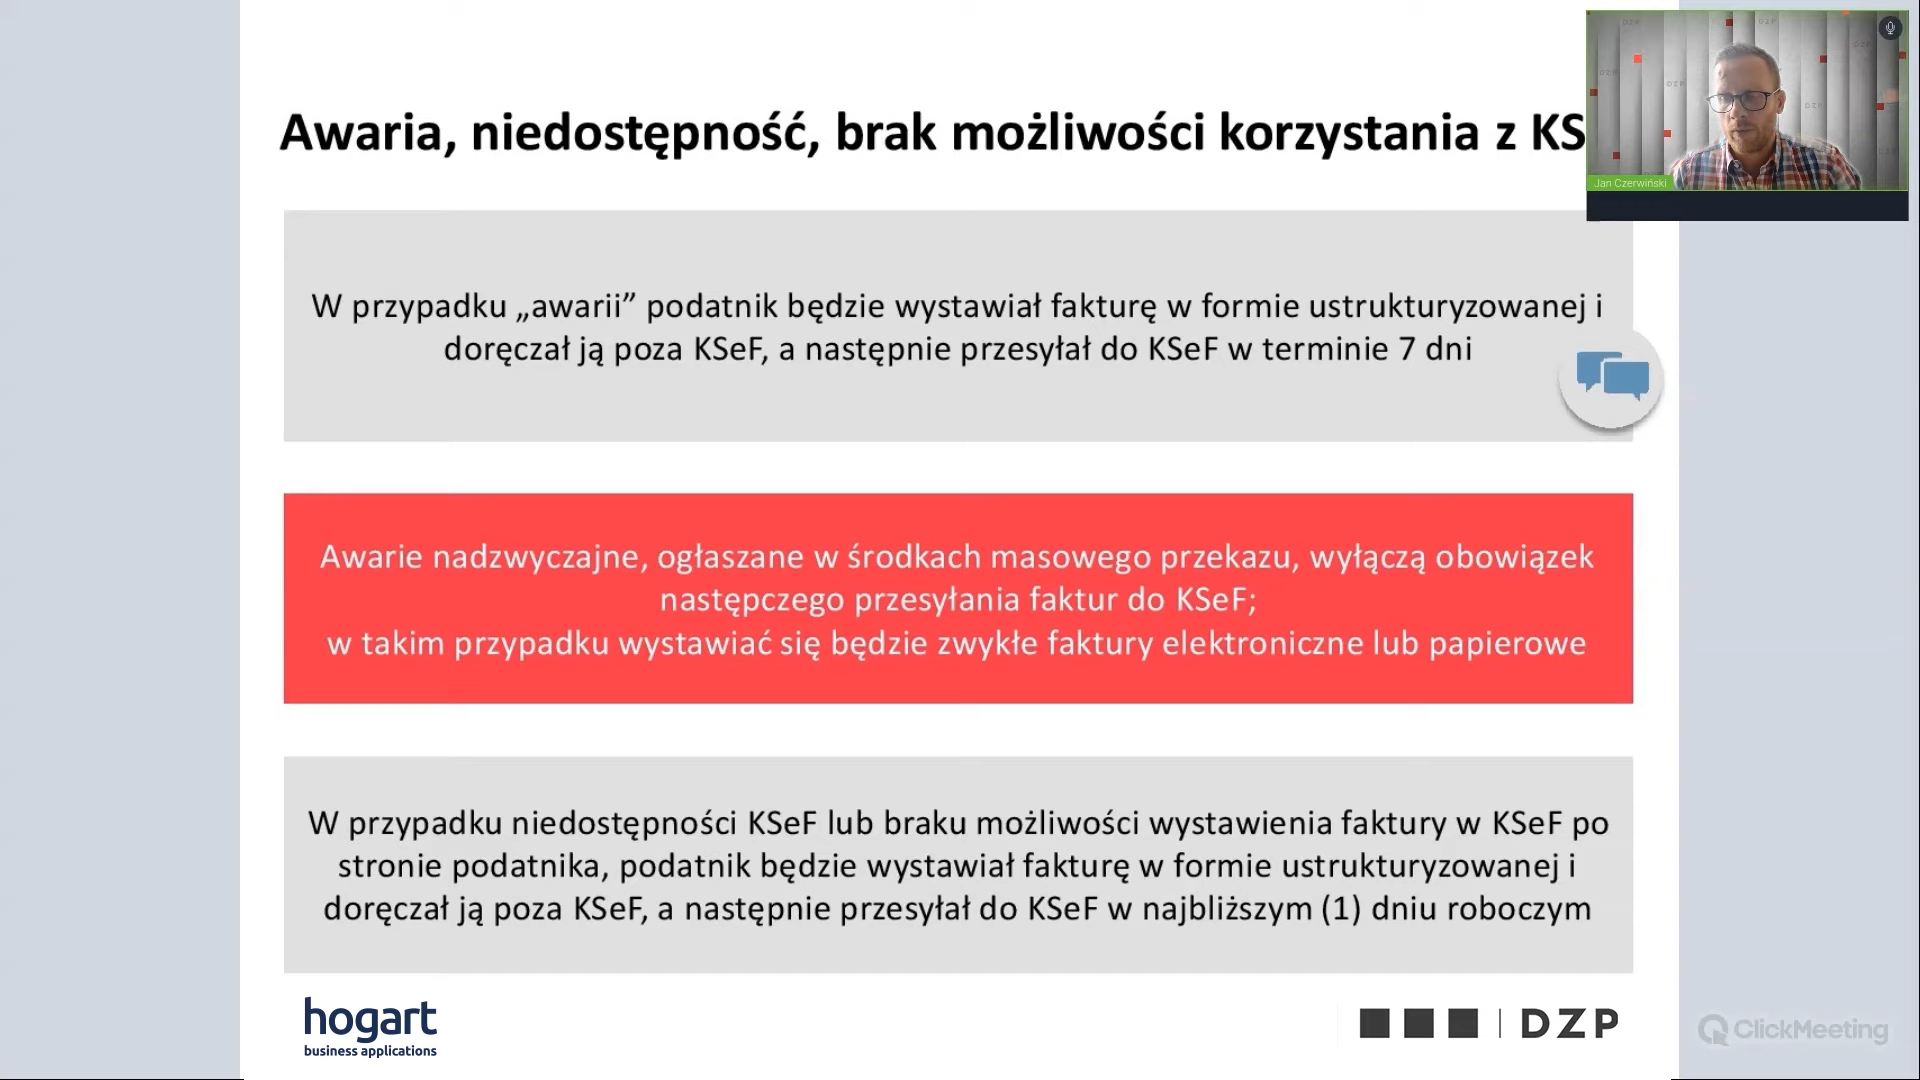 Awaria, niedostępność, brak możliwości korzystania z KS
Jan Czerwiński
W przypadku „awarii” podatnik będzie wystawiał fakturę w formie ustrukturyzowanej i
doręczał ją poza KSeF, a następnie przesyłał do KSeF w terminie 7 dni
Awarie nadzwyczajne, ogłaszane w środkach masowego przekazu, wyłączą obowiązek
następczego przesyłania faktur do KSeF;
w takim przypadku wystawiać się będzie zwykłe faktury elektroniczne lub papierowe
W przypadku niedostępności KSeF lub braku możliwości wystawienia faktury w KSeF po
stronie podatnika, podatnik będzie wystawiał fakturę w formie ustrukturyzowanej i
doręczał ją poza KSeF, a następnie przesyłał do KSeF w najbliższym (1) dniu roboczym
hogart
business applications
DZP
ClickMeeting